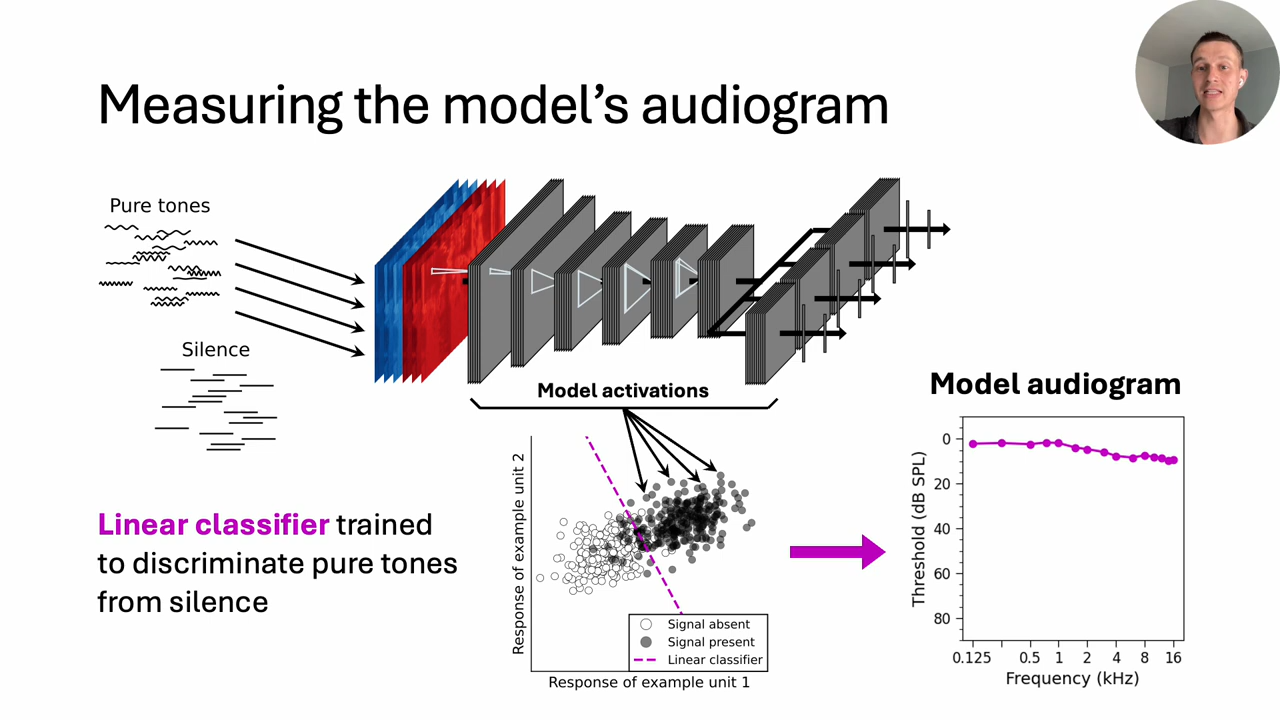 Measuring the model's audiogram
Pure tones
Silence
Model activations
Linear classifier trained
to discriminate pure tones
from silence
Response of example unit 2
Signal absent
Signal present
Linear classifier
Response of example unit 1
Model audiogram
Threshold (dB SPL)
0
20
40
60
80
0.125 0.5 1 2 4 8 16
Frequency (kHz)